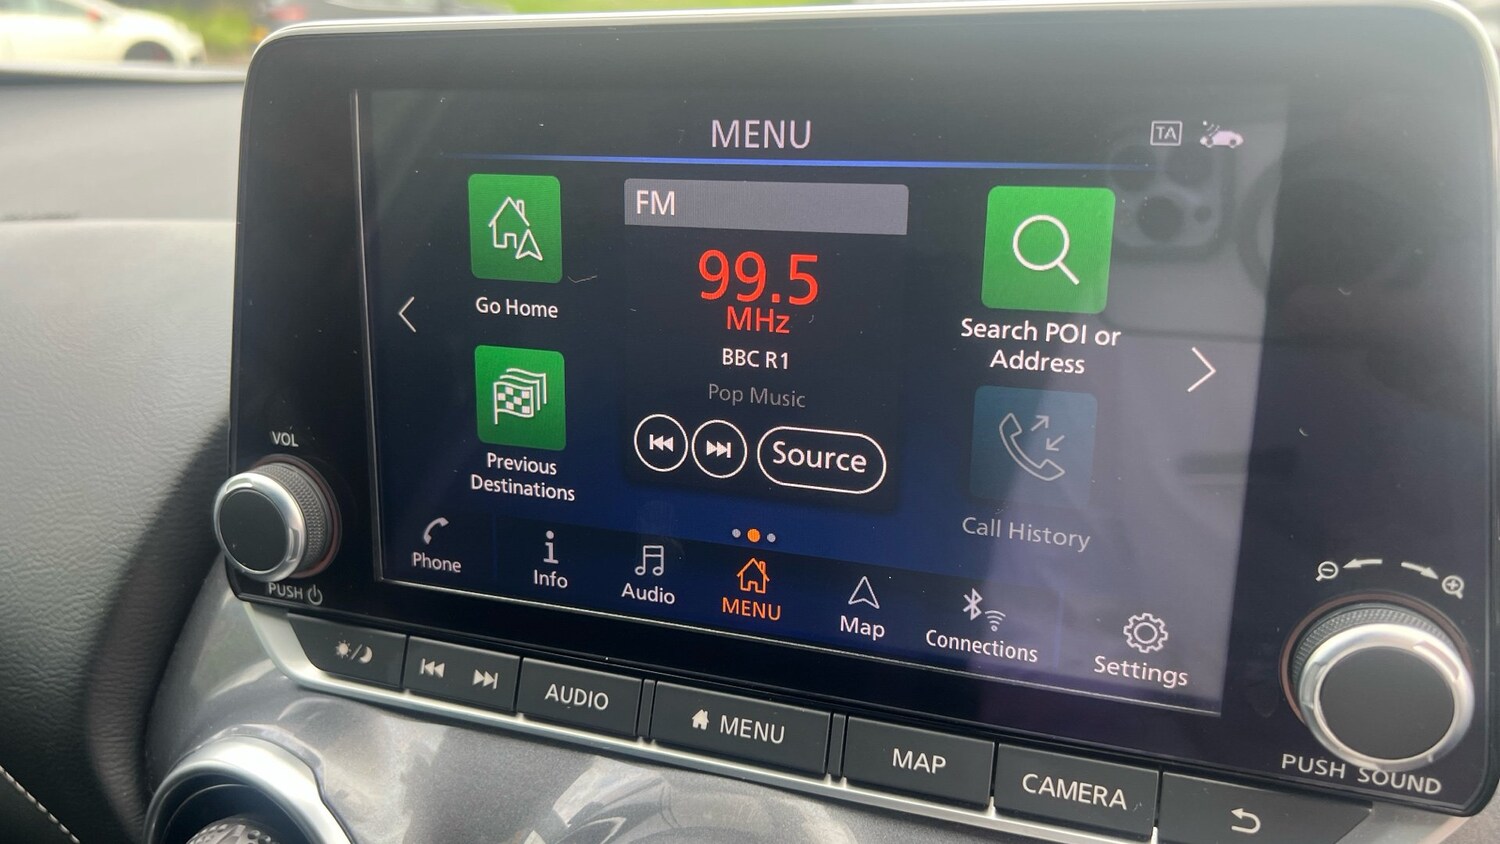 MENU
TA
FM
99.5
MHz
BBC R1
Pop Music
Source
Go Home
Previous
Destinations
Search POI or
Address
Call History
Phone
Info
Audio
MENU
Map
Connections
Settings
VOL
PUSH
AUDIO
MENU
MAP
CAMERA
PUSH SOUND